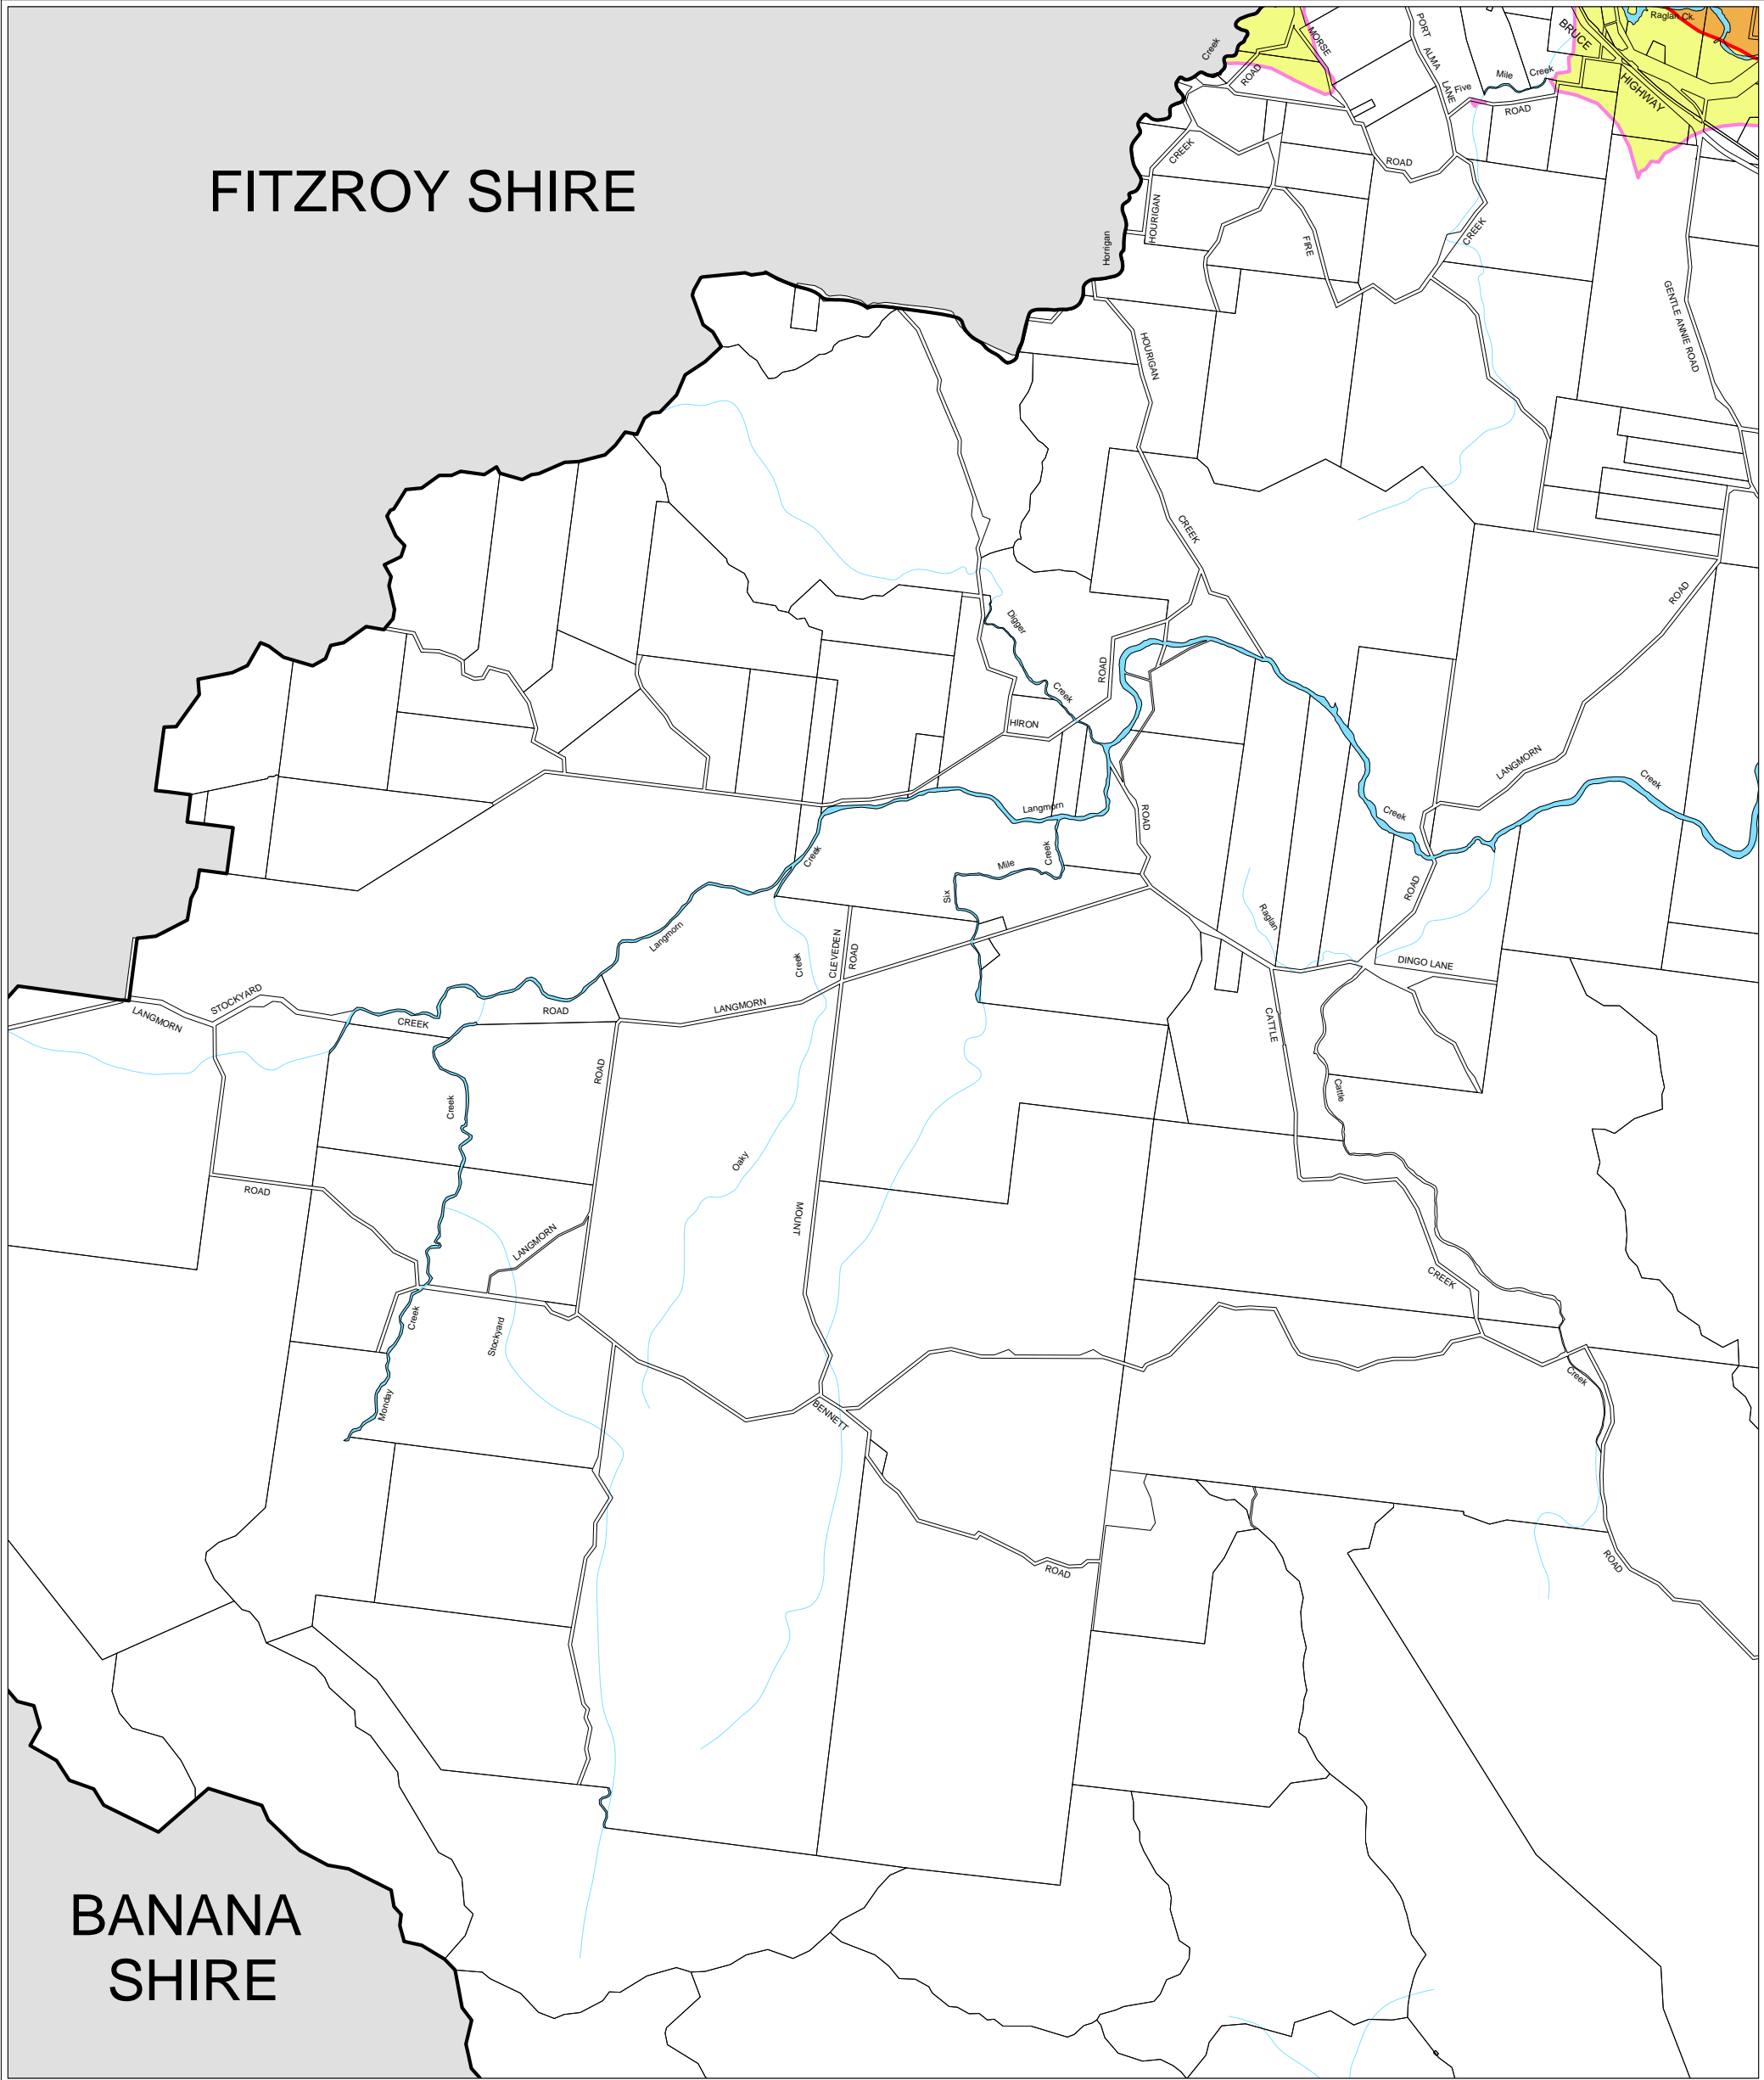 Raglan Ck.
BRUCE
HIGHWAY
PORT
ALMA
LANE
MORSE
Creek
ROAD
Five
Mile
Creek
ROAD
ROAD
CREEK
FITZROY SHIRE
HOURIGAN
Horrigan
FIRE
CREEK
GENTLE ANNIE ROAD
HOURIGAN
CREEK
ROAD
Digger
Creek
ROAD
HIRON
LANGMORN
Creek
Langmorn
ROAD
Creek
Creek
Creek
Mile
Six
ROAD
Raglan
Langmorn
CLEVEDEN
ROAD
Creek
DINGO LANE
STOCKYARD
LANGMORN
CREEK
ROAD
LANGMORN
CATTLE
ROAD
Cattle
Creek
Oaky
ROAD
MOUNT
LANGMORN
CREEK
Creek
Stockyard
Creek
Monday
BENNETT
ROAD
ROAD
BANANA
SHIRE